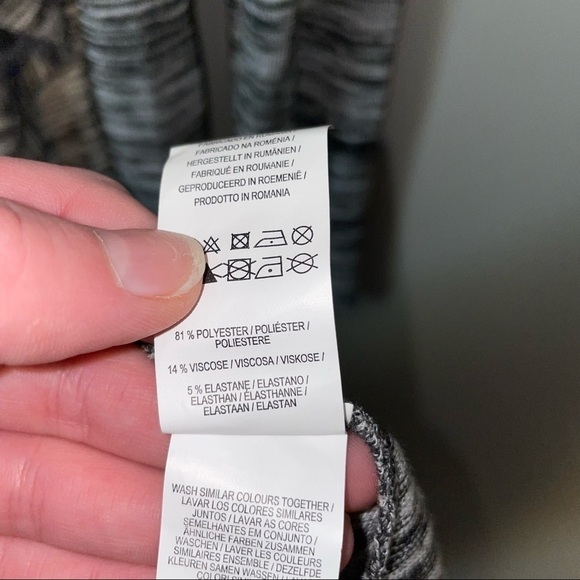 FABRICADO NA ROMÉNIA /
HERGESTELLT IN RUMÄNIEN /
FABRIQUÉ EN ROUMANIE /
GEPRODUCEERD IN ROEMENIË /
PRODOTTO IN ROMANIA
81 % POLYESTER / POLIÉSTER /
POLIESTERE
14 % VISCOSE / VISCOSA / VISKOSE /
5 % ELASTANE / ELASTANO /
ELASTHAN / ÉLASTHANNE /
ELASTAAN / ELASTAN
WASH SIMILAR COLOURS TOGETHER /
LAVAR LOS COLORES SIMILARES
JUNTOS / LAVAR AS CORES
SEMELHANTES EM CONJUNTO /
ÄHNLICHE FARBEN ZUSAMMEN
WASCHEN / LAVER LES COULEURS
SIMILAIRES ENSEMBLE / DEZELFDE
KLEUREN SAMEN WASSEN /